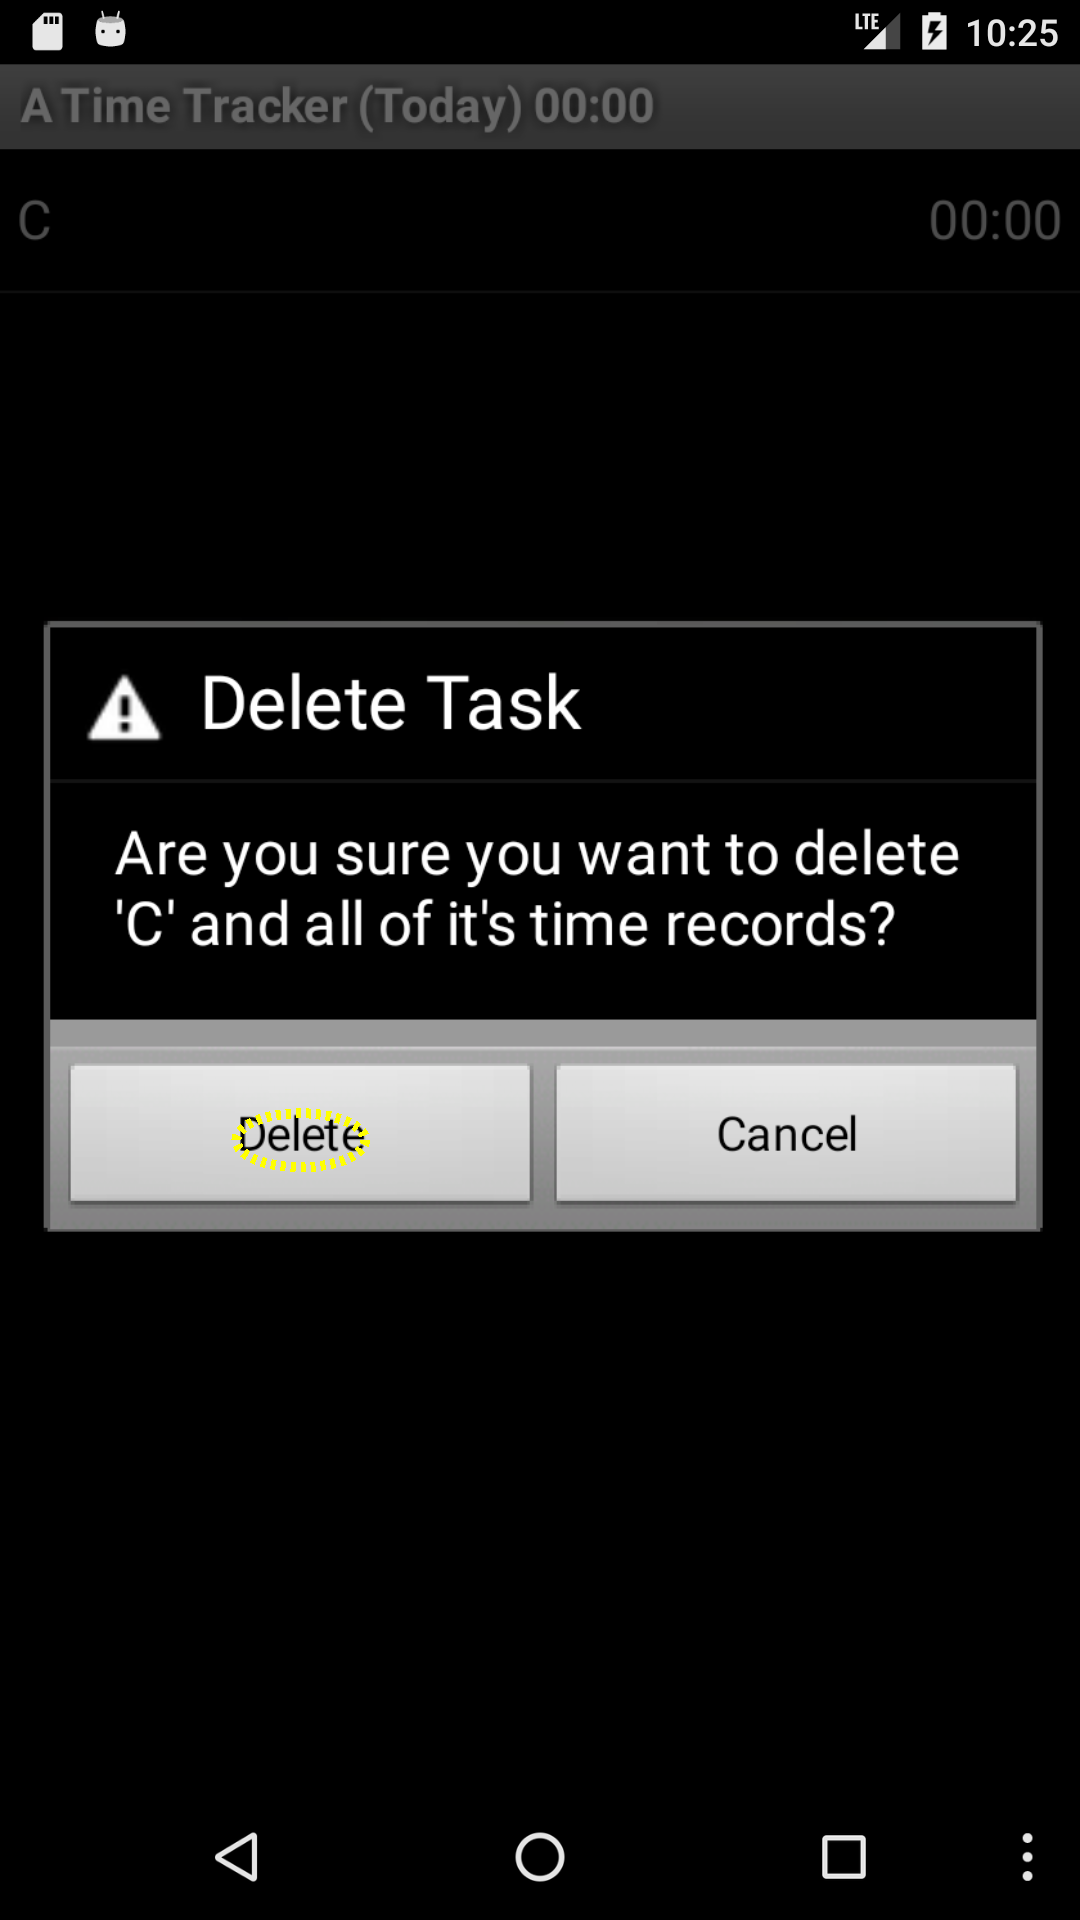 LTE 10:25
A Time Tracker (Today) 00:00
C 00:00
Delete Task
Are you sure you want to delete
'C' and all of it's time records?
Delete Cancel